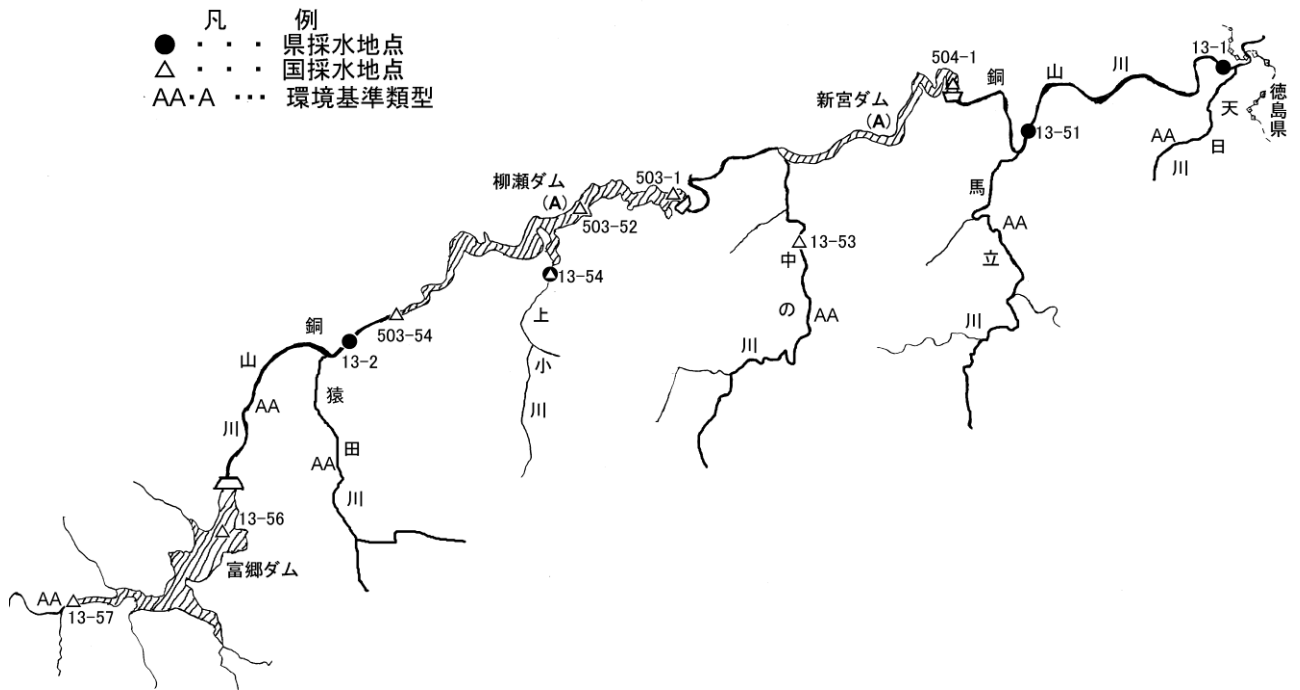 凡 例
● ・ ・ ・ 県採水地点
△ ・ ・ ・ 国採水地点
AA・A ・・・ 環境基準類型
13-1
徳島県
504-1
銅山川
新宮ダム
(A)
天日川
AA
13-51
馬立川
AA
503-1
柳瀬ダム
(A)
503-52
13-53
中の川
AA
13-54
上小川
503-54
13-2
銅山川
AA
猿田川
AA
13-56
富郷ダム
AA
13-57